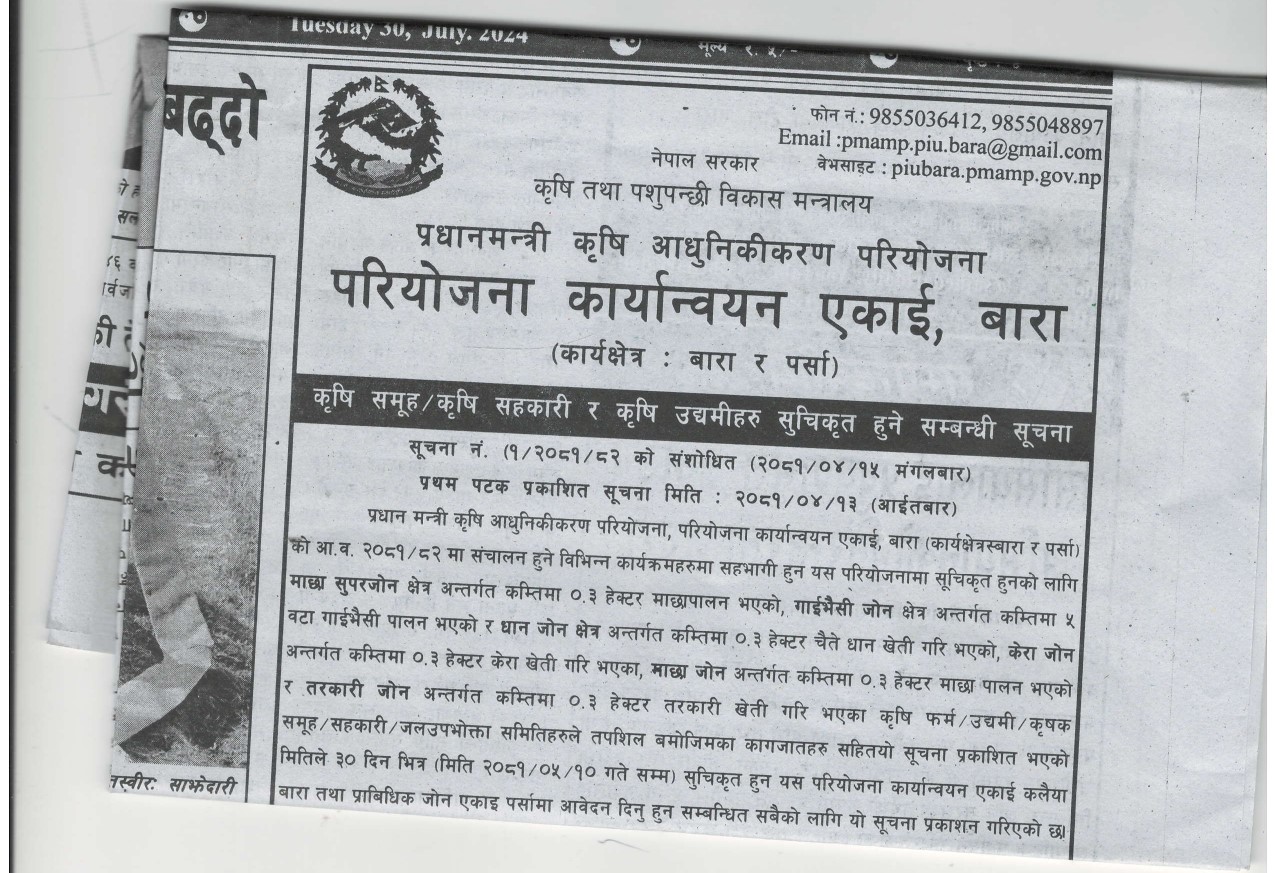 Tuesday 30, July. 2024
मूल्य रु. ५/-
बढ्दो
फोन नं.: 9855036412, 9855048897
Email :pmamp.piu.bara@gmail.com
नेपाल सरकार वेभसाइट : piubara.pmamp.gov.np
कृषि तथा पशुपन्छी विकास मन्त्रालय
प्रधानमन्त्री कृषि आधुनिकीकरण परियोजना
परियोजना कार्यान्वयन एकाई, बारा
(कार्यक्षेत्र : बारा र पर्सा)
कृषि समूह/कृषि सहकारी र कृषि उद्यमीहरु सुचिकृत हुने सम्बन्धी सूचना
सूचना नं. (१/२०८१/८२ को संशोधित (२०८१/०४/१५ मंगलबार)
प्रथम पटक प्रकाशित सूचना मिति : २०८१/०४/१३ (आईतबार)
प्रधान मन्त्री कृषि आधुनिकीकरण परियोजना, परियोजना कार्यान्वयन एकाई, बारा (कार्यक्षेत्रस्बारा र पर्सा)
को आ.व. २०८१/८२ मा संचालन हुने विभिन्न कार्यक्रमहरुमा सहभागी हुन यस परियोजनामा सूचिकृत हुनको लागि
माछा सुपरजोन क्षेत्र अन्तर्गत कम्तिमा ०.३ हेक्टर माछापालन भएको, गाईभैसी जोन क्षेत्र अन्तर्गत कम्तिमा ५
वटा गाईभैसी पालन भएको र धान जोन क्षेत्र अन्तर्गत कम्तिमा ०.३ हेक्टर चैते धान खेती गरि भएको, केरा जोन
अन्तर्गत कम्तिमा ०.३ हेक्टर केरा खेती गरि भएका, माछा जोन अन्तर्गत कम्तिमा ०.३ हेक्टर माछा पालन भएको
र तरकारी जोन अन्तर्गत कम्तिमा ०.३ हेक्टर तरकारी खेती गरि भएका कृषि फर्म/उद्यमी/कृषक
समूह/सहकारी/जलउपभोक्ता समितिहरुले तपशिल बमोजिमका कागजातहरु सहितयो सूचना प्रकाशित भएको
मितिले ३० दिन भित्र (मिति २०८१/०५/१० गते सम्म) सुचिकृत हुन यस परियोजना कार्यान्वयन एकाई कलैया
बारा तथा प्राबिधिक जोन एकाइ पर्सामा आवेदन दिनु हुन सम्बन्धित सबैको लागि यो सूचना प्रकाशन गरिएको छ।
तस्वीर: साभेदारी